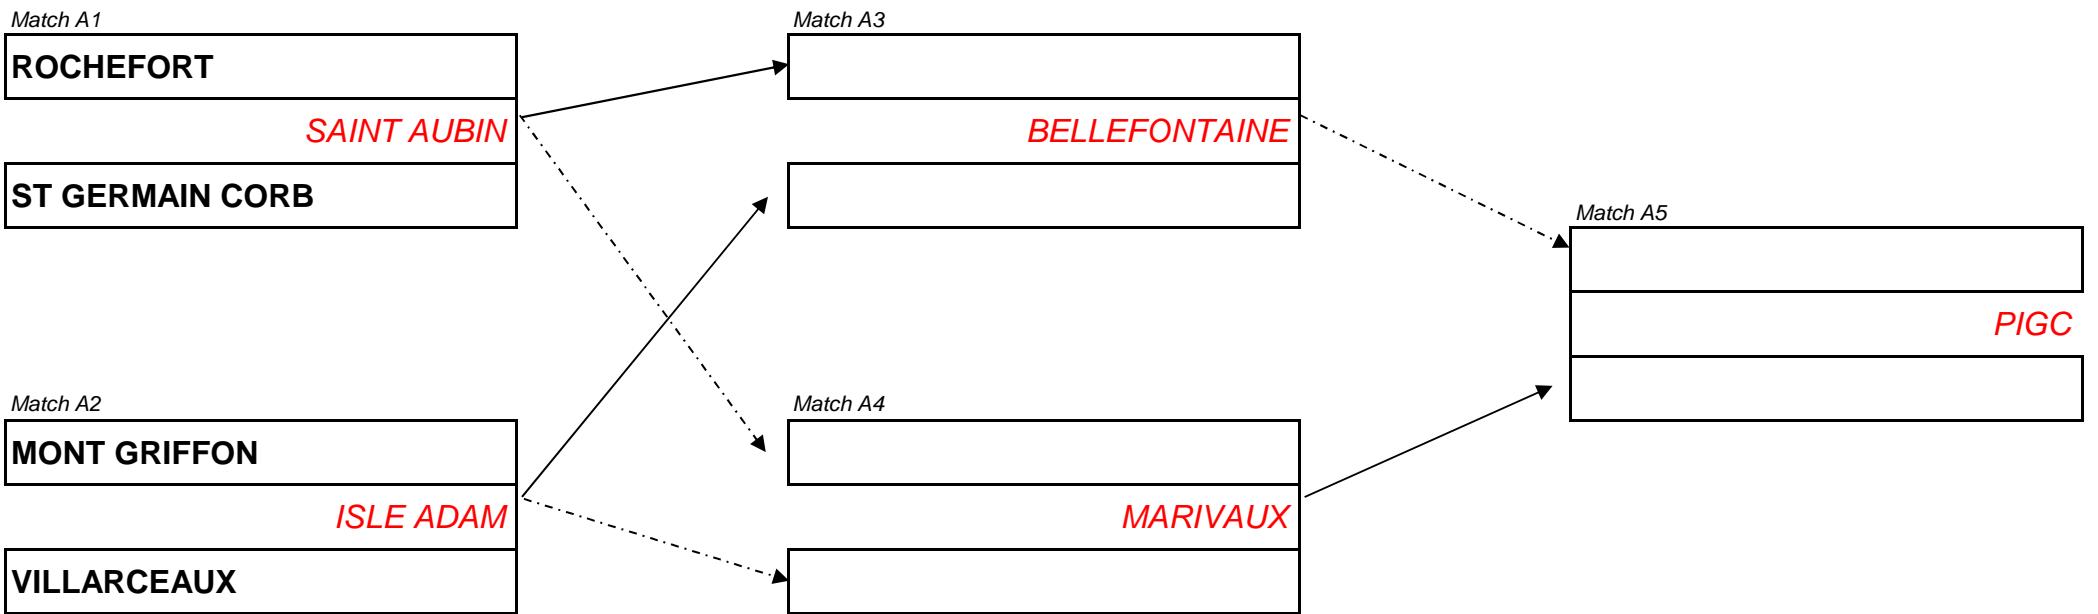 Match A1
ROCHEFORT
SAINT AUBIN
ST GERMAIN CORB
Match A2
MONT GRIFFON
ISLE ADAM
VILLARCEAUX
Match A3
BELLEFONTAINE
Match A4
MARIVAUX
Match A5
PIGC